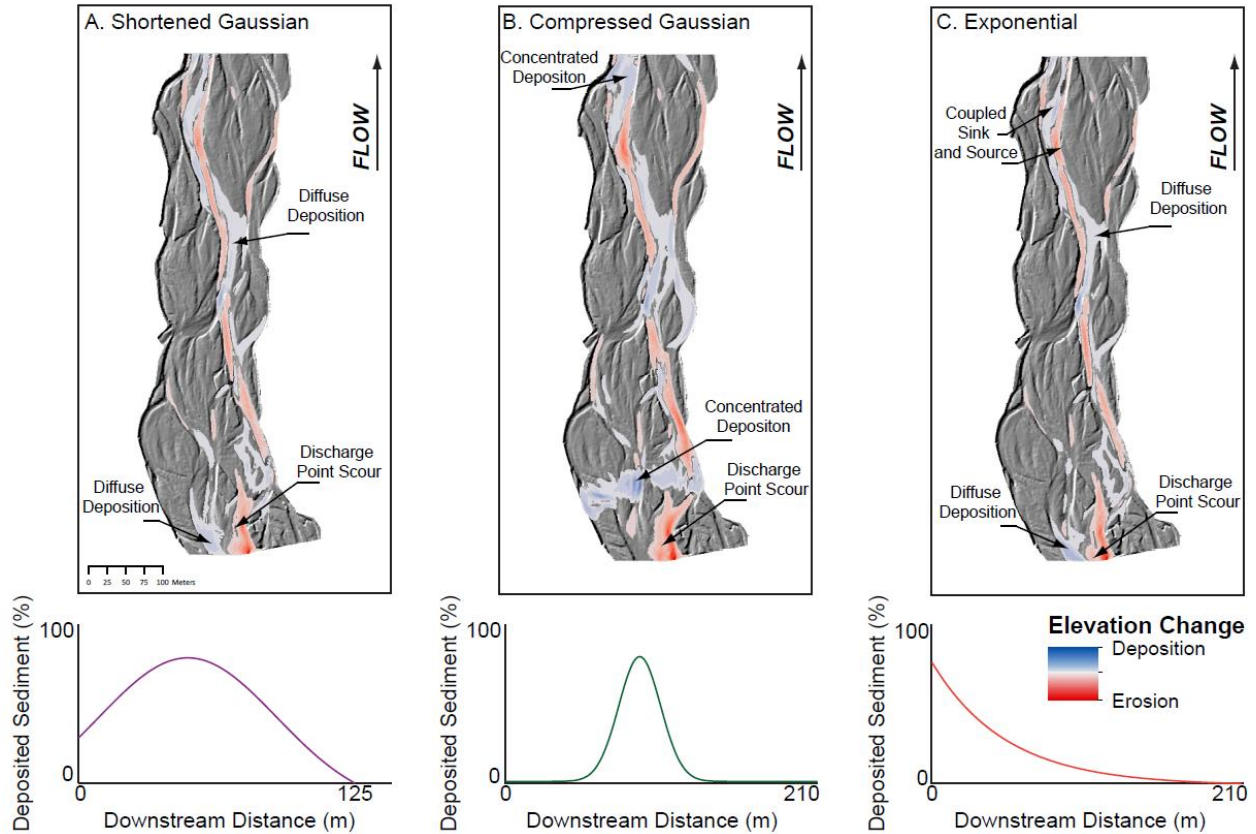 A. Shortened Gaussian
FLOW
Diffuse
Deposition
Discharge
Point Scour
Diffuse
Deposition
0 25 50 75 100 Meters
B. Compressed Gaussian
Concentrated
Depositon
FLOW
Concentrated
Depositon
Discharge
Point Scour
C. Exponential
FLOW
Coupled
Sink
and Source
Diffuse
Deposition
Diffuse
Deposition
Discharge
Point Scour
Deposited Sediment (%)
100
0
0
125
Downstream Distance (m)
Deposited Sediment (%)
100
0
0
210
Downstream Distance (m)
Deposited Sediment (%)
100
0
0
210
Downstream Distance (m)
Elevation Change
Deposition
Erosion